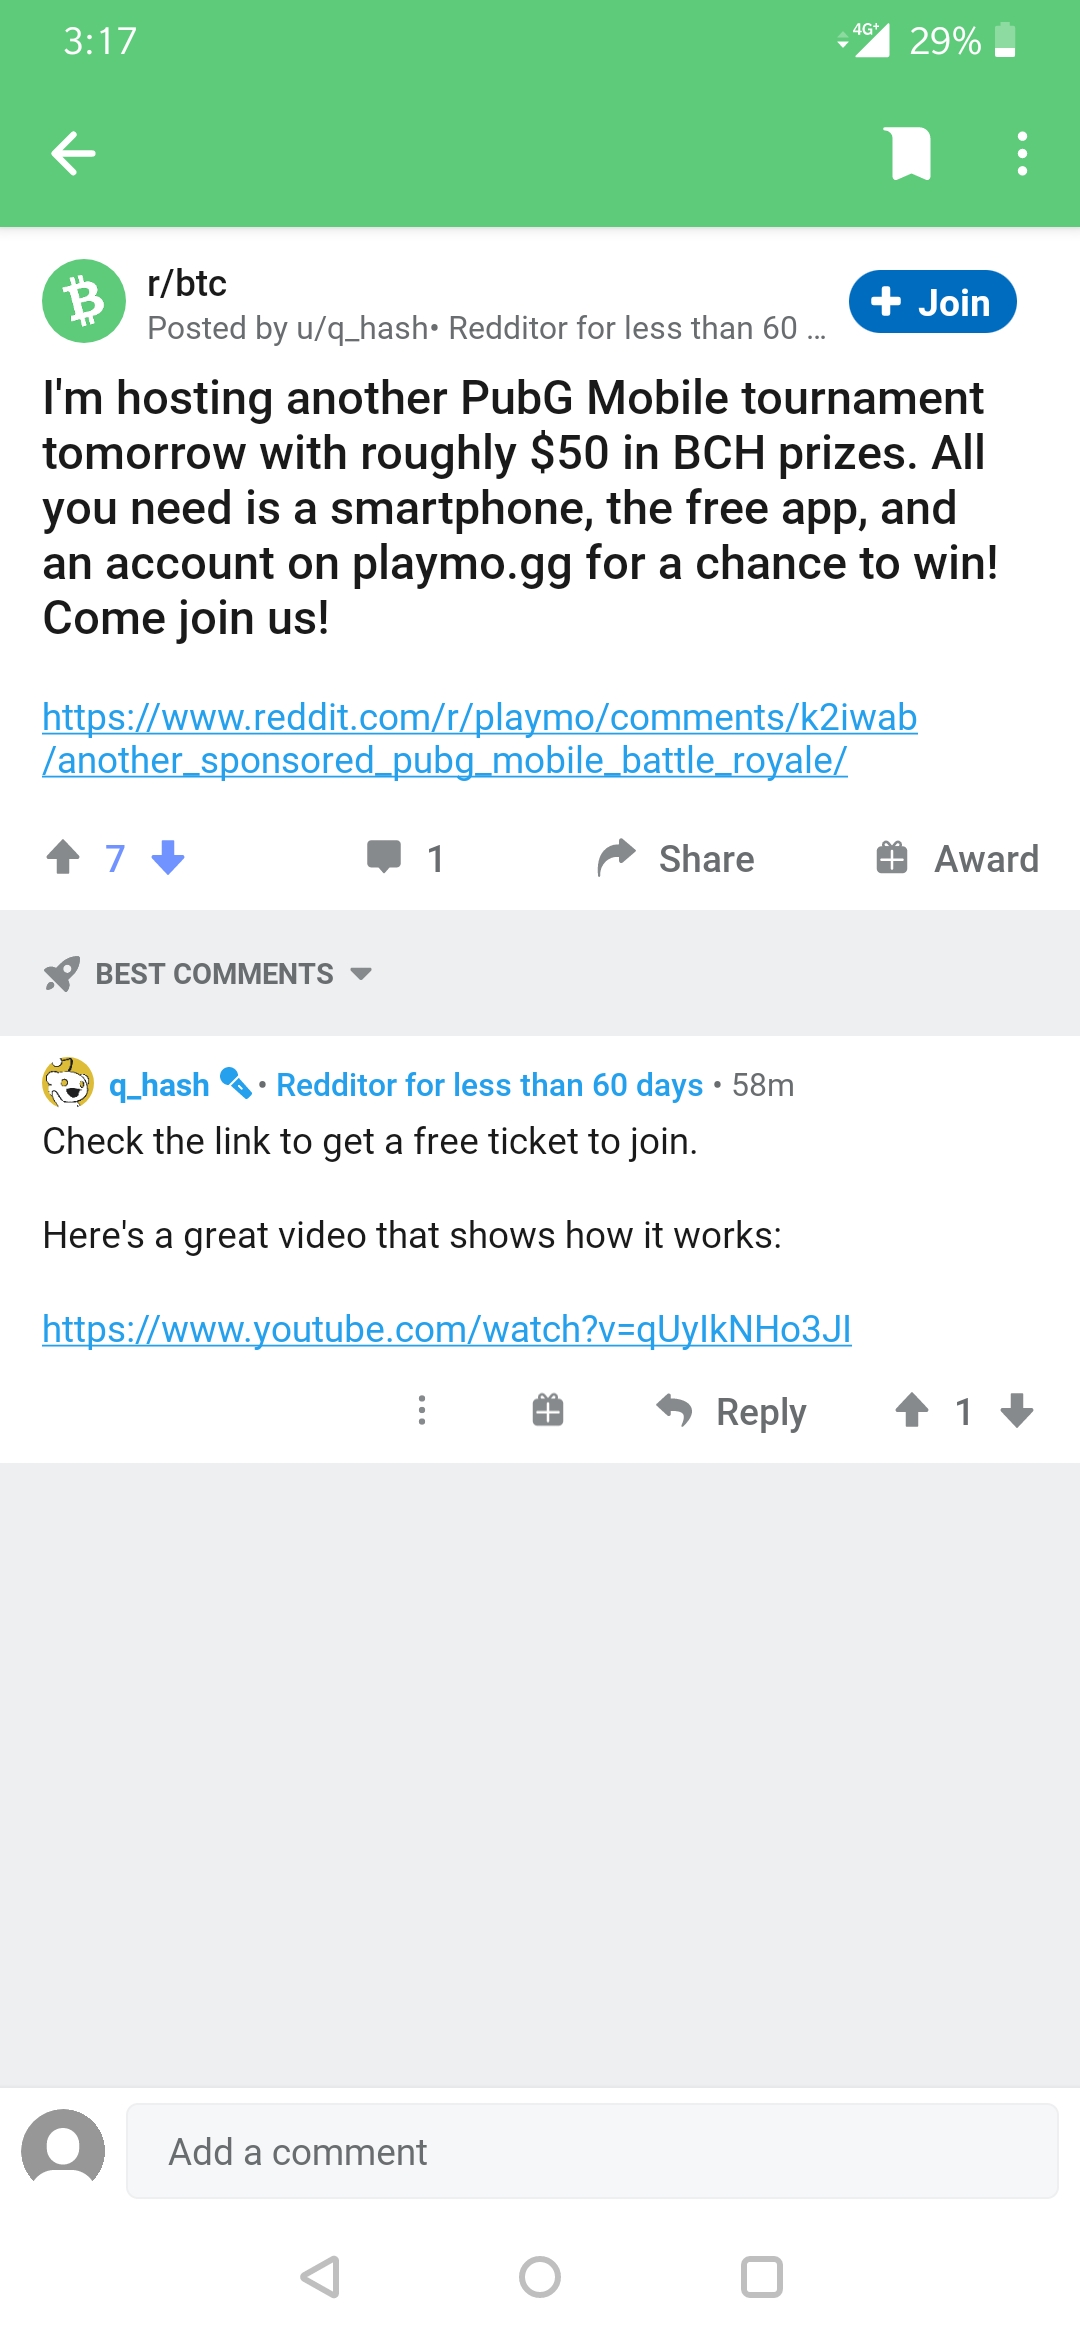 3:17
4G+ 29%
r/btc
Posted by u/q_hash• Redditor for less than 60 ...
Join
I'm hosting another PubG Mobile tournament
tomorrow with roughly $50 in BCH prizes. All
you need is a smartphone, the free app, and
an account on playmo.gg for a chance to win!
Come join us!
https://www.reddit.com/r/playmo/comments/k2iwab
/another_sponsored_pubg_mobile_battle_royale/
7
1
Share
Award
BEST COMMENTS
q_hash • Redditor for less than 60 days • 58m
Check the link to get a free ticket to join.
Here's a great video that shows how it works:
https://www.youtube.com/watch?v=qUyIkNHo3JI
Reply
1
Add a comment